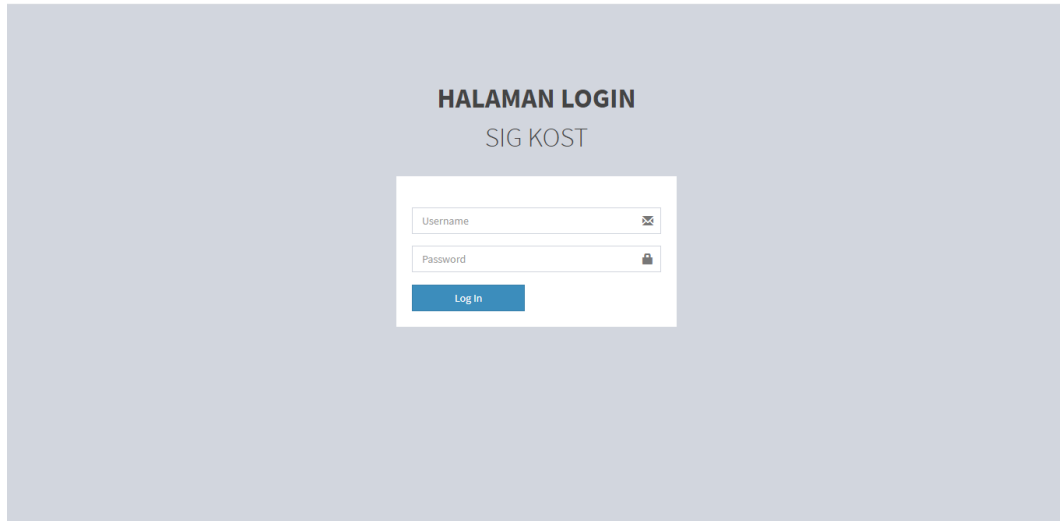 HALAMAN LOGIN
SIG KOST
Username
Password
Log In